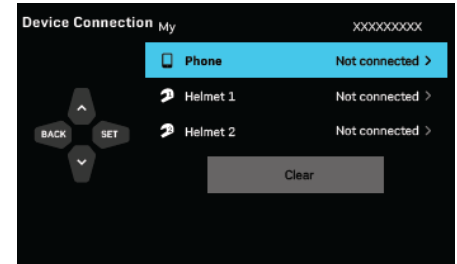 Device Connection My XXXXXXXXX
Phone Not connected >
Helmet 1 Not connected >
BACK SET
Helmet 2 Not connected >
Clear